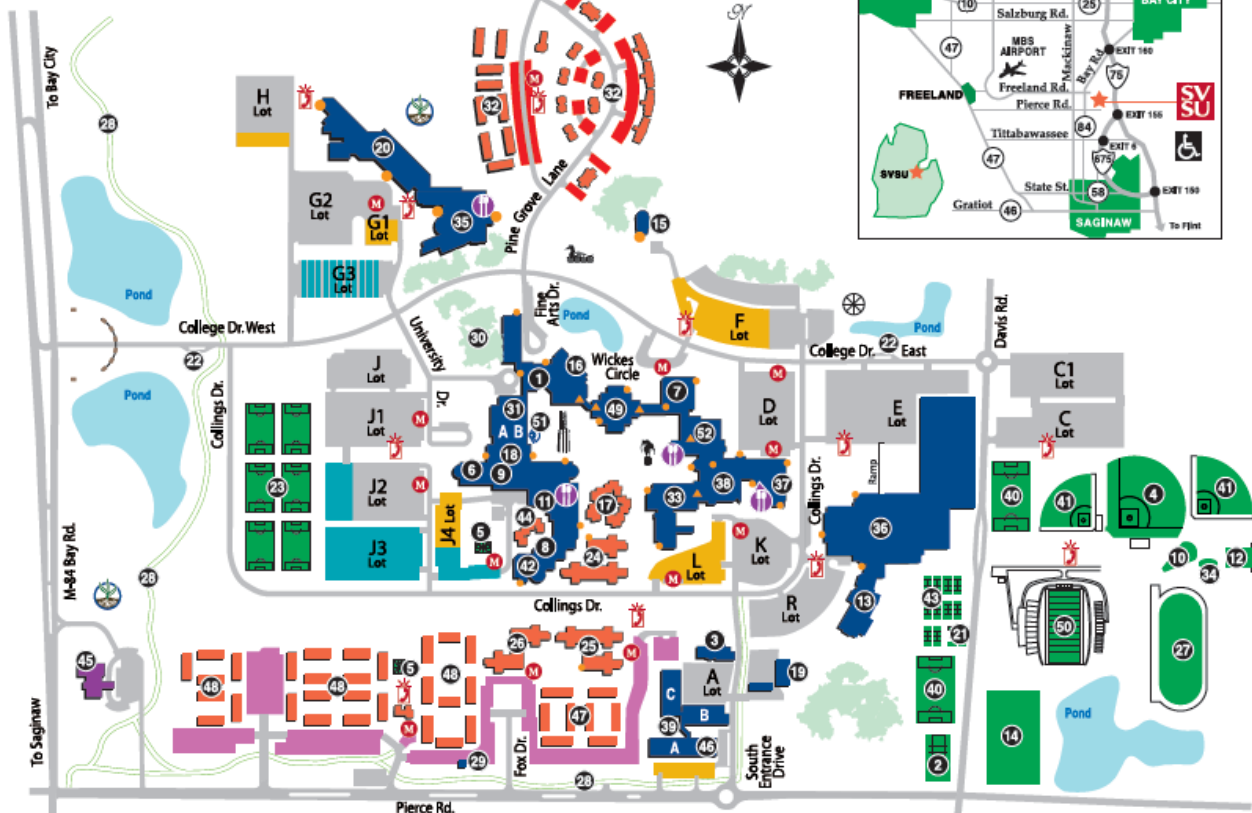 N
10
25
Salzburg Rd.
BAY CITY
47
MBS
AIRPORT
Mackinaw
Bay Rd.
EXIT 160
75
Freeland Rd.
FREELAND
Pierce Rd.
SV
SU
EXIT 155
Tittabawassee
84
EXIT 6
675
47
SVSU
State St.
58
EXIT 150
Gratiot
46
SAGINAW
To Flint
To Bay City
28
H
Lot
20
32
M
32
G2
Lot
M
G1
Lot
35
Pine Grove Lane
15
G3
Lot
Pond
College Dr. West
22
University
Dr.
30
Fine
Arts Dr.
Pond
F
Lot
Pond
22
College Dr. East
Davis Rd.
J
Lot
1
16
Wickes
Circle
M
7
M
C1
Lot
Pond
Collings Dr.
J1
Lot
M
31
A B
51
49
52
D
Lot
M
E
Lot
C
Lot
18
6
9
23
J2
Lot
M
11
17
33
38
37
Collings Dr.
Ramp
40
41
4
41
J4 Lot
5
44
8
42
24
J3
Lot
M
L
Lot
M
M
K
Lot
36
10
34
12
M-84 Bay Rd.
28
Collings Dr.
R
Lot
13
43
21
50
27
45
48
48
5
48
26
25
M
M
3
A
Lot
19
40
47
C
B
39
A
46
M
29
Fox Dr.
28
South
Entrance
Drive
2
14
Pond
To Saginaw
Pierce Rd.